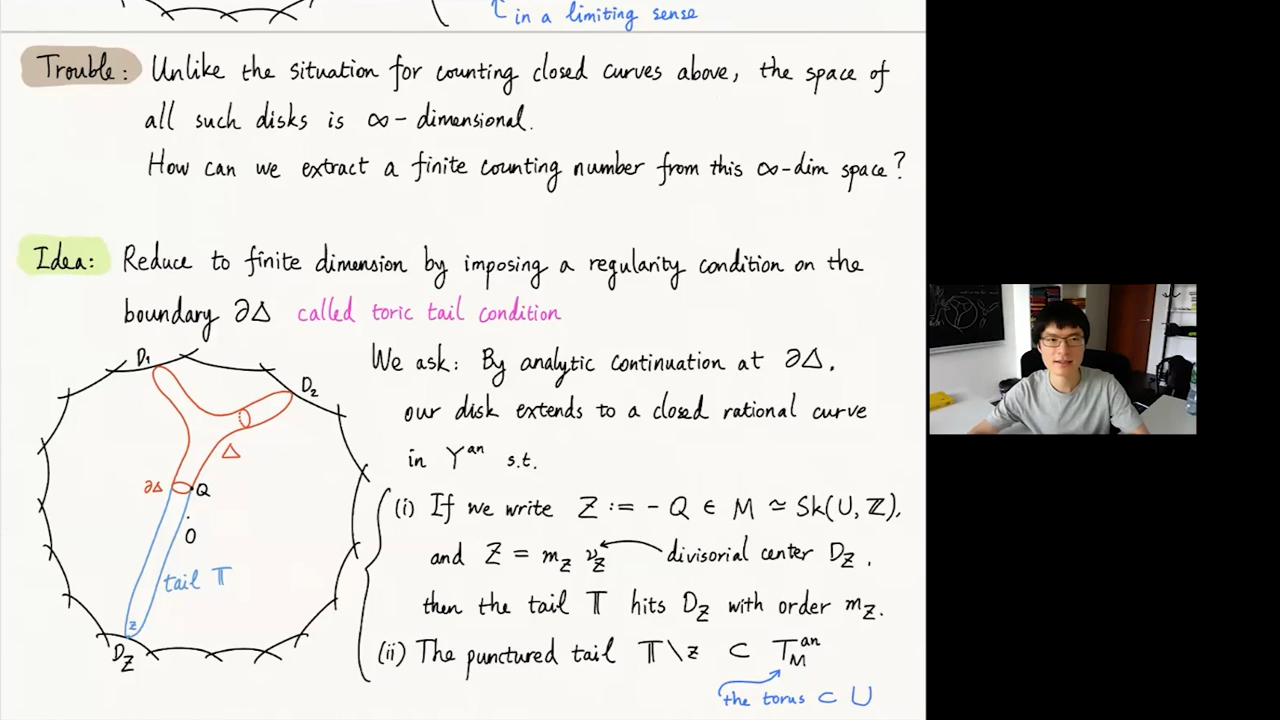 in a limiting sense
Trouble: Unlike the situation for counting closed curves above, the space of
all such disks is ∞-dimensional.
How can we extract a finite counting number from this ∞-dim space?
Idea: Reduce to finite dimension by imposing a regularity condition on the
boundary ∂Δ called toric tail condition
D₁
D₂
Δ
∂Δ
Q
O
tail 𝕋
z
D_Z
We ask: By analytic continuation at ∂Δ,
our disk extends to a closed rational curve
in Y^an s.t.
(i) If we write Z := -Q ∈ M ≃ Sk(U, ℤ),
and Z = m_Z ν_Z divisorial center D_Z,
then the tail 𝕋 hits D_Z with order m_Z.
(ii) The punctured tail 𝕋\z ⊂ T_M^an
the torus ⊂ U